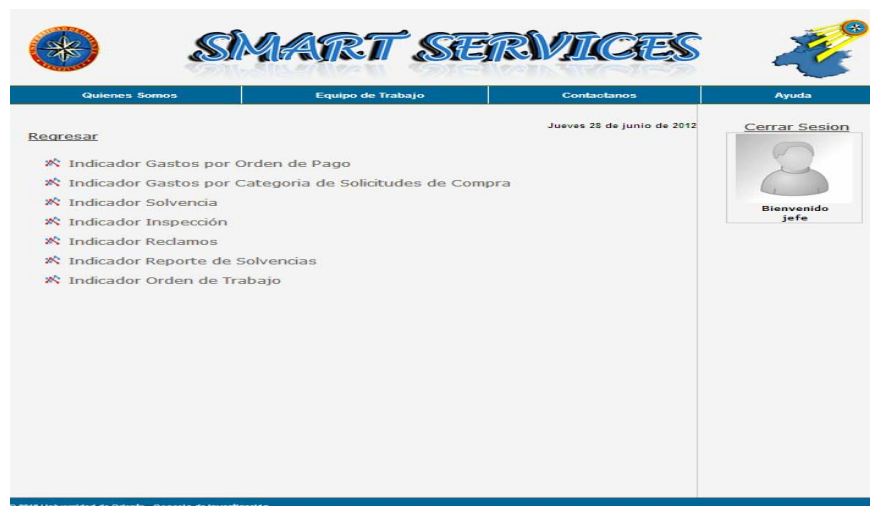 SMART SERVICES
Quienes Somos
Equipo de Trabajo
Contactanos
Ayuda
Jueves 28 de junio de 2012
Cerrar Sesion
Regresar
Indicador Gastos por Orden de Pago
Indicador Gastos por Categoria de Solicitudes de Compra
Indicador Solvencia
Indicador Inspección
Indicador Reclamos
Indicador Reporte de Solvencias
Indicador Orden de Trabajo
Bienvenido
jefe